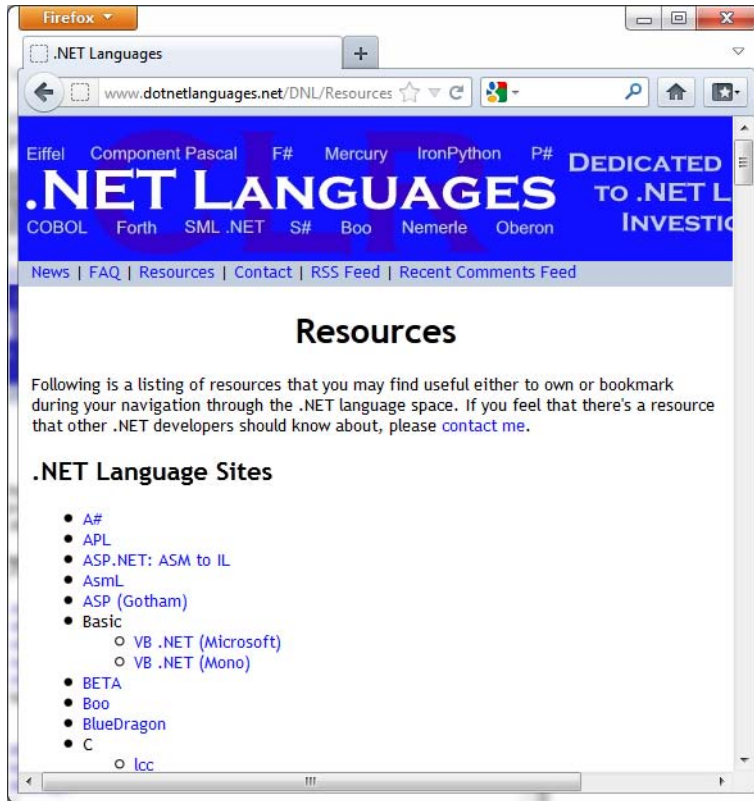 Firefox
.NET Languages
www.dotnetlanguages.net/DNL/Resources
CLR
Eiffel Component Pascal F# Mercury IronPython P#
.NET LANGUAGES
COBOL Forth SML .NET S# Boo Nemerle Oberon
DEDICATED
TO .NET L
INVESTIG
News | FAQ | Resources | Contact | RSS Feed | Recent Comments Feed
Resources
Following is a listing of resources that you may find useful either to own or bookmark
during your navigation through the .NET language space. If you feel that there's a resource
that other .NET developers should know about, please contact me.
.NET Language Sites
A#
APL
ASP.NET: ASM to IL
AsmL
ASP (Gotham)
Basic
VB .NET (Microsoft)
VB .NET (Mono)
BETA
Boo
BlueDragon
C
lcc